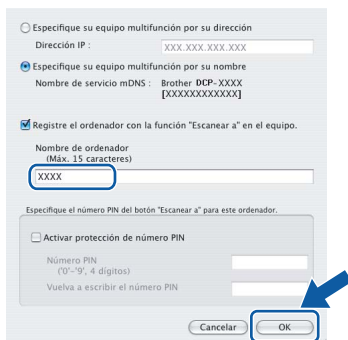 Especifique su equipo multifunción por su dirección
Dirección IP :
XXX.XXX.XXX.XXX
Especifique su equipo multifunción por su nombre
Nombre de servicio mDNS : Brother DCP-XXXX
[XXXXXXXXXXXX]
Registre el ordenador con la función "Escanear a" en el equipo.
Nombre de ordenador
(Máx. 15 caracteres)
XXXX
Especifique el número PIN del botón "Escanear a" para este ordenador.
Activar protección de número PIN
Número PIN
('0'-'9', 4 dígitos)
Vuelva a escribir el número PIN
Cancelar OK